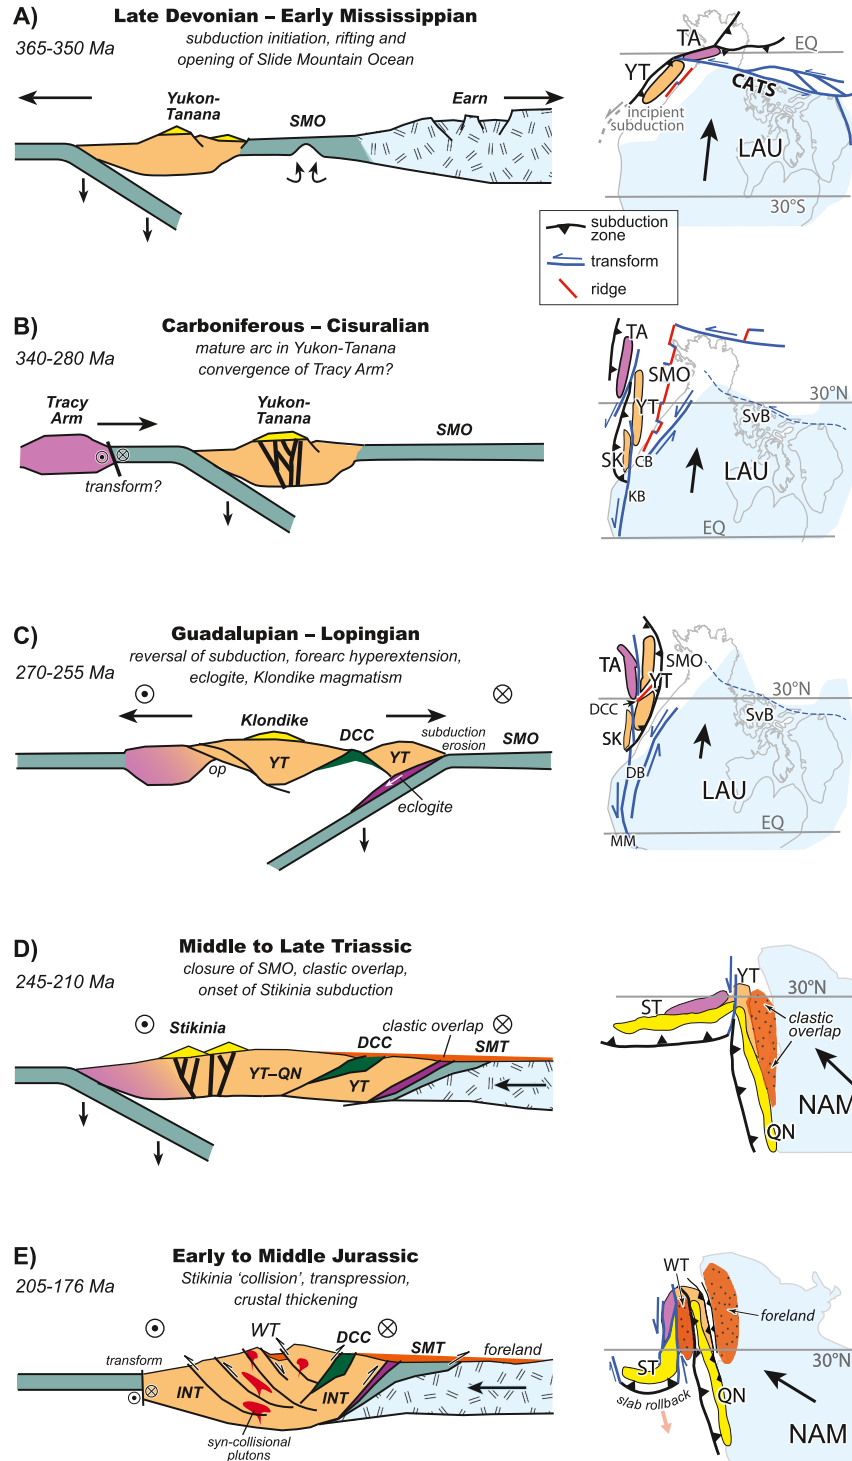 A)
Late Devonian – Early Mississippian
365-350 Ma
subduction initiation, rifting and
opening of Slide Mountain Ocean
Yukon-
Tanana
SMO
Earn
TA
EQ
YT
CATS
incipient
subduction
LAU
30°S
subduction
zone
transform
ridge
B)
Carboniferous – Cisuralian
340-280 Ma
mature arc in Yukon-Tanana
convergence of Tracy Arm?
Tracy
Arm
Yukon-
Tanana
SMO
transform?
TA
SMO
30°N
YT
SvB
SK
CB
LAU
KB
EQ
C)
Guadalupian – Lopingian
270-255 Ma
reversal of subduction, forearc hyperextension,
eclogite, Klondike magmatism
Klondike
DCC
subduction
erosion
SMO
YT
YT
op
eclogite
TA
SMO
YT
30°N
DCC
SvB
SK
DB
LAU
EQ
MM
D)
Middle to Late Triassic
245-210 Ma
closure of SMO, clastic overlap,
onset of Stikinia subduction
Stikinia
clastic overlap
DCC
SMT
YT–QN
YT
YT
30°N
ST
clastic
overlap
NAM
QN
E)
Early to Middle Jurassic
205-176 Ma
Stikinia ‘collision’, transpression,
crustal thickening
WT
DCC
SMT
foreland
transform
INT
INT
syn-collisional
plutons
WT
foreland
30°N
ST
QN
slab rollback
NAM